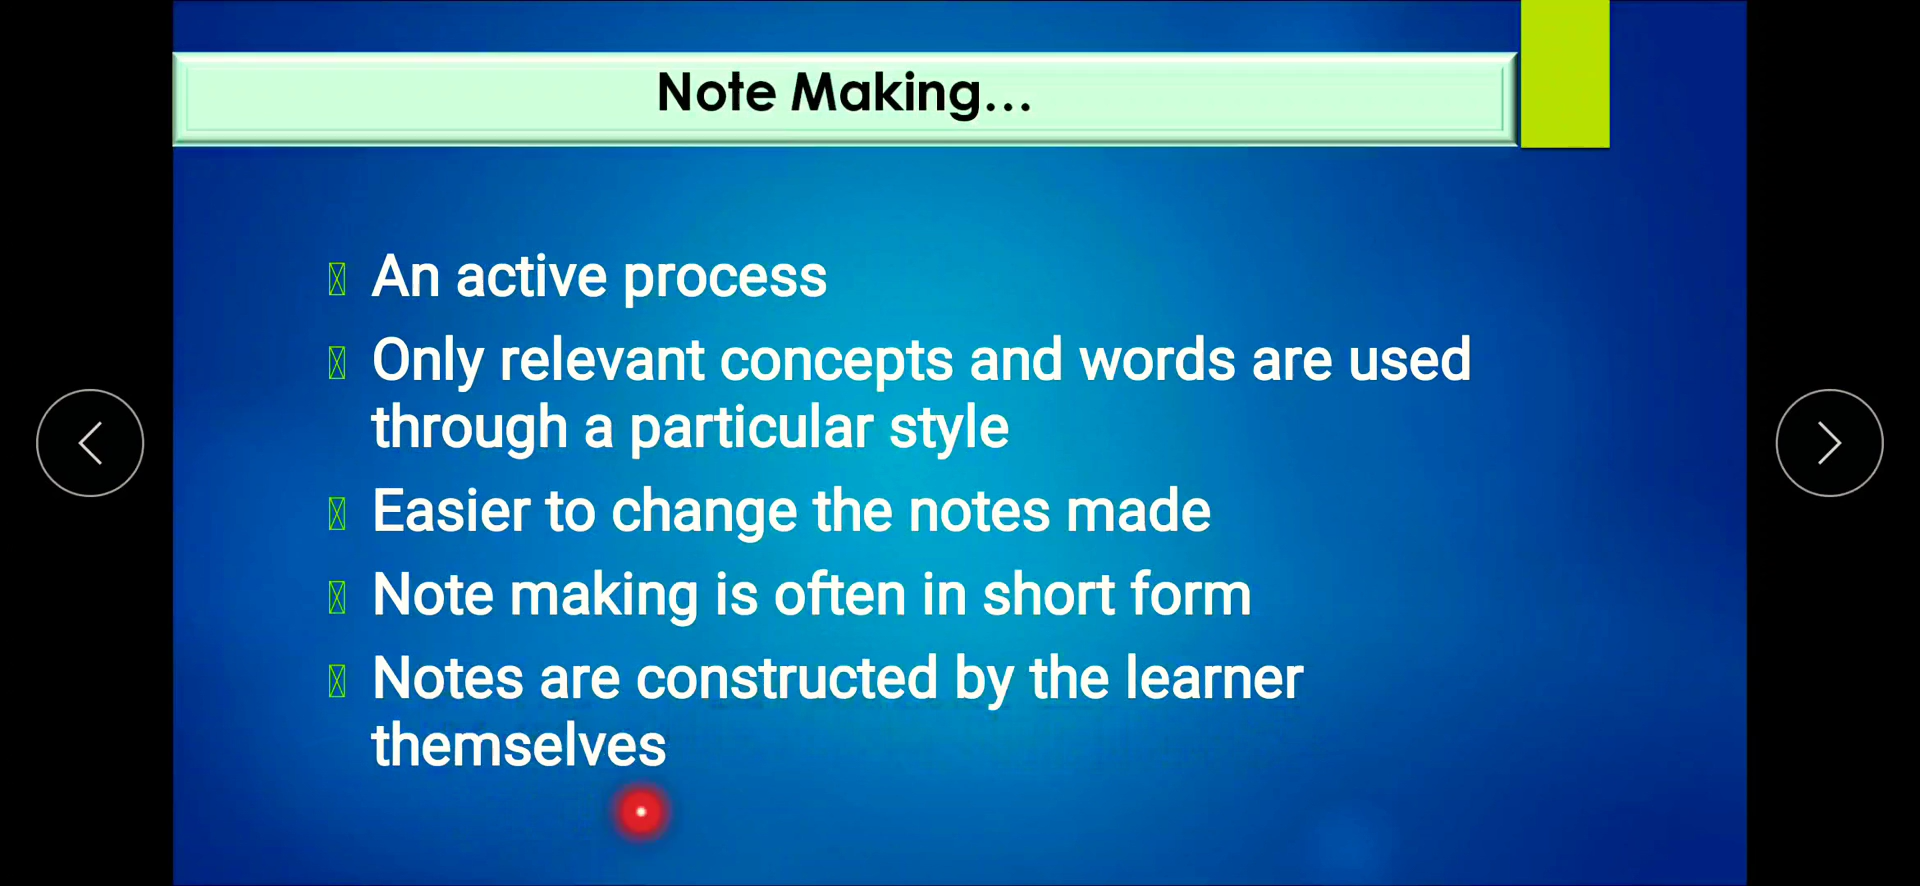 Note Making...
An active process
Only relevant concepts and words are used
through a particular style
Easier to change the notes made
Note making is often in short form
Notes are constructed by the learner
themselves